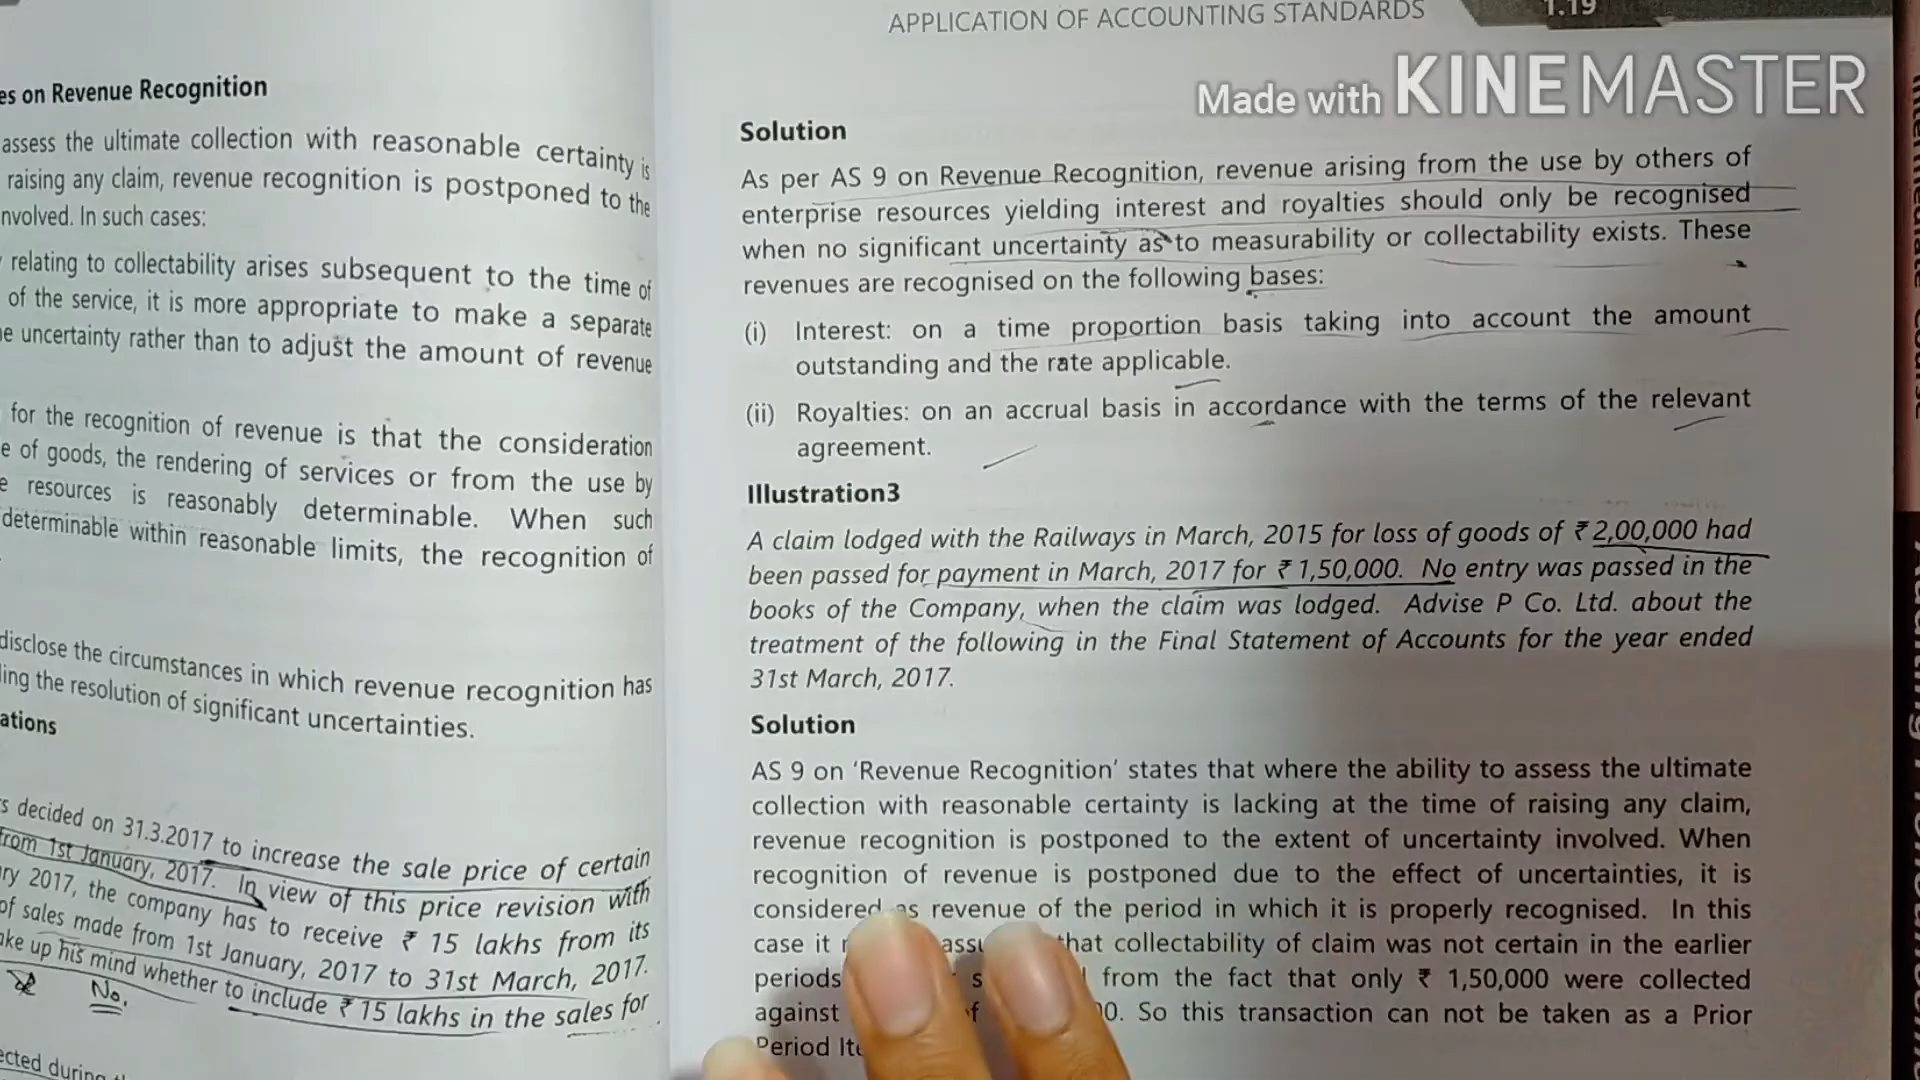 APPLICATION OF ACCOUNTING STANDARDS
1.19
Made with KINEMASTER
es on Revenue Recognition
assess the ultimate collection with reasonable certainty is
raising any claim, revenue recognition is postponed to the
nvolved. In such cases:
relating to collectability arises subsequent to the time of
of the service, it is more appropriate to make a separate
e uncertainty rather than to adjust the amount of revenue
for the recognition of revenue is that the consideration
e of goods, the rendering of services or from the use by
e resources is reasonably determinable. When such
determinable within reasonable limits, the recognition of
disclose the circumstances in which revenue recognition has
ing the resolution of significant uncertainties.
ations
s decided on 31.3.2017 to increase the sale price of certain
from 1st January, 2017. In view of this price revision with
ry 2017, the company has to receive ₹ 15 lakhs from its
of sales made from 1st January, 2017 to 31st March, 2017.
ke up his mind whether to include ₹ 15 lakhs in the sales for
No.
ected during
Solution
As per AS 9 on Revenue Recognition, revenue arising from the use by others of
enterprise resources yielding interest and royalties should only be recognised
when no significant uncertainty as to measurability or collectability exists. These
revenues are recognised on the following bases:
(i) Interest: on a time proportion basis taking into account the amount
outstanding and the rate applicable.
(ii) Royalties: on an accrual basis in accordance with the terms of the relevant
agreement.
Illustration3
A claim lodged with the Railways in March, 2015 for loss of goods of ₹ 2,00,000 had
been passed for payment in March, 2017 for ₹ 1,50,000. No entry was passed in the
books of the Company, when the claim was lodged. Advise P Co. Ltd. about the
treatment of the following in the Final Statement of Accounts for the year ended
31st March, 2017.
Solution
AS 9 on 'Revenue Recognition' states that where the ability to assess the ultimate
collection with reasonable certainty is lacking at the time of raising any claim,
revenue recognition is postponed to the extent of uncertainty involved. When
recognition of revenue is postponed due to the effect of uncertainties, it is
considered as revenue of the period in which it is properly recognised. In this
case it that collectability of claim was not certain in the earlier
periods from the fact that only ₹ 1,50,000 were collected
against So this transaction can not be taken as a Prior
Period